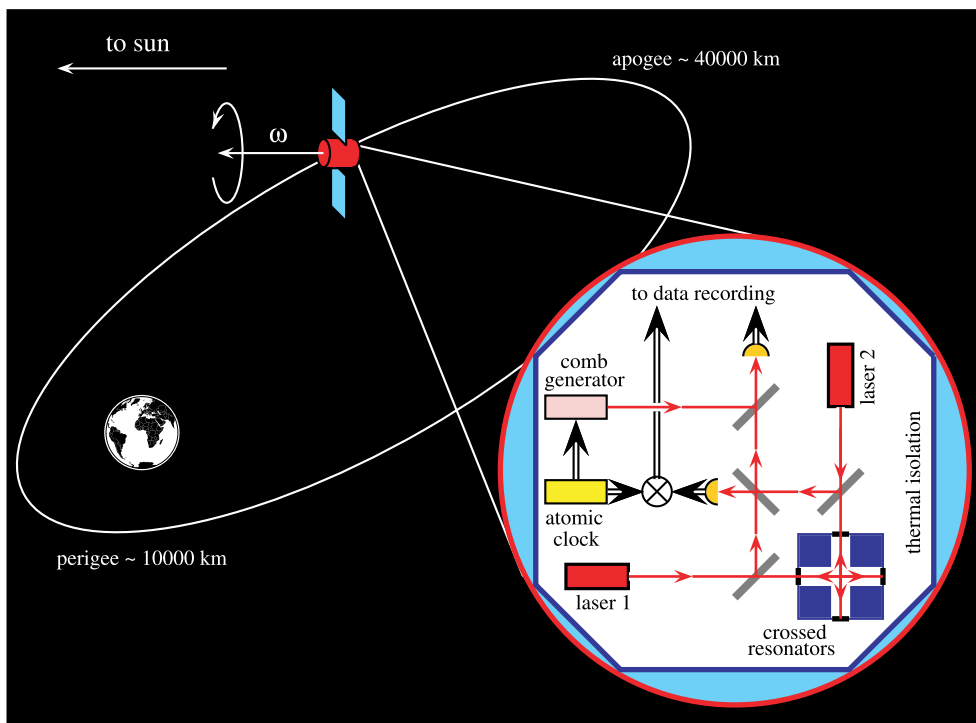 to sun
apogee ~ 40000 km
ω
to data recording
comb
generator
laser 2
thermal isolation
atomic
clock
perigee ~ 10000 km
laser 1
crossed
resonators